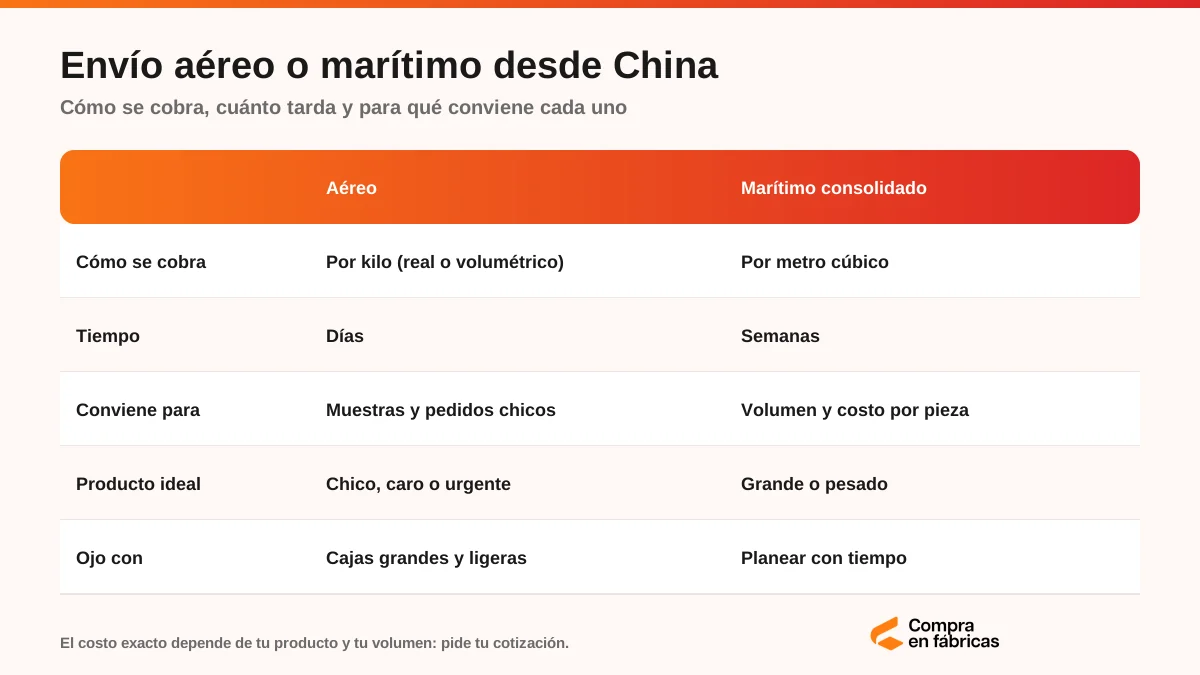 Envío aéreo o marítimo desde China
Cómo se cobra, cuánto tarda y para qué conviene cada uno
Aéreo Marítimo consolidado
Cómo se cobra Por kilo (real o volumétrico) Por metro cúbico
Tiempo Días Semanas
Conviene para Muestras y pedidos chicos Volumen y costo por pieza
Producto ideal Chico, caro o urgente Grande o pesado
Ojo con Cajas grandes y ligeras Planear con tiempo
El costo exacto depende de tu producto y tu volumen: pide tu cotización.
Compra
en fábricas